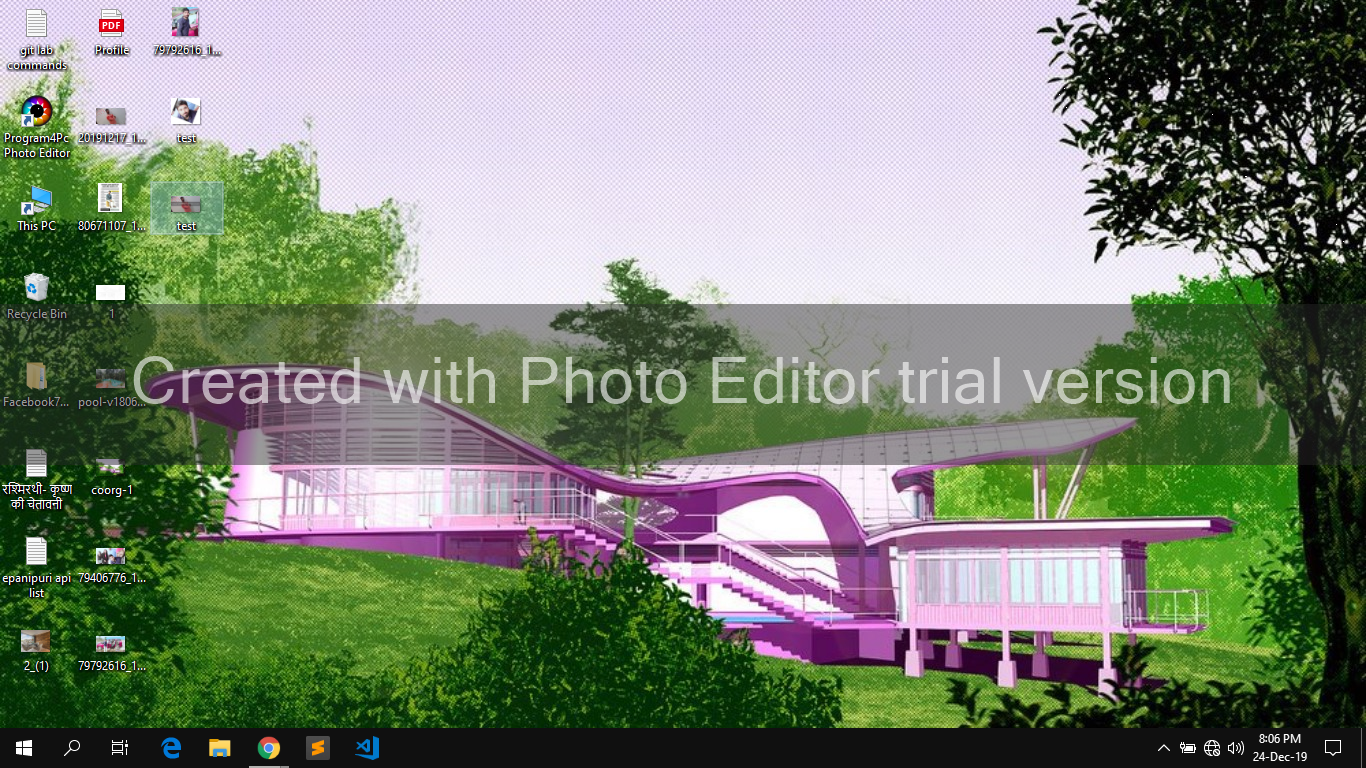 git lab
commands
Profile
79792616_1...
Program4Pc
Photo Editor
20191217_1...
test
This PC
80671107_1...
test
Recycle Bin
1
Facebook7...
pool-v1806...
Created with Photo Editor trial version
रश्मिरथी- कृष्ण
की चेतावनी
coorg-1
epanipuri api
list
79406776_1...
2_(1)
79792616_1...
8:06 PM
24-Dec-19